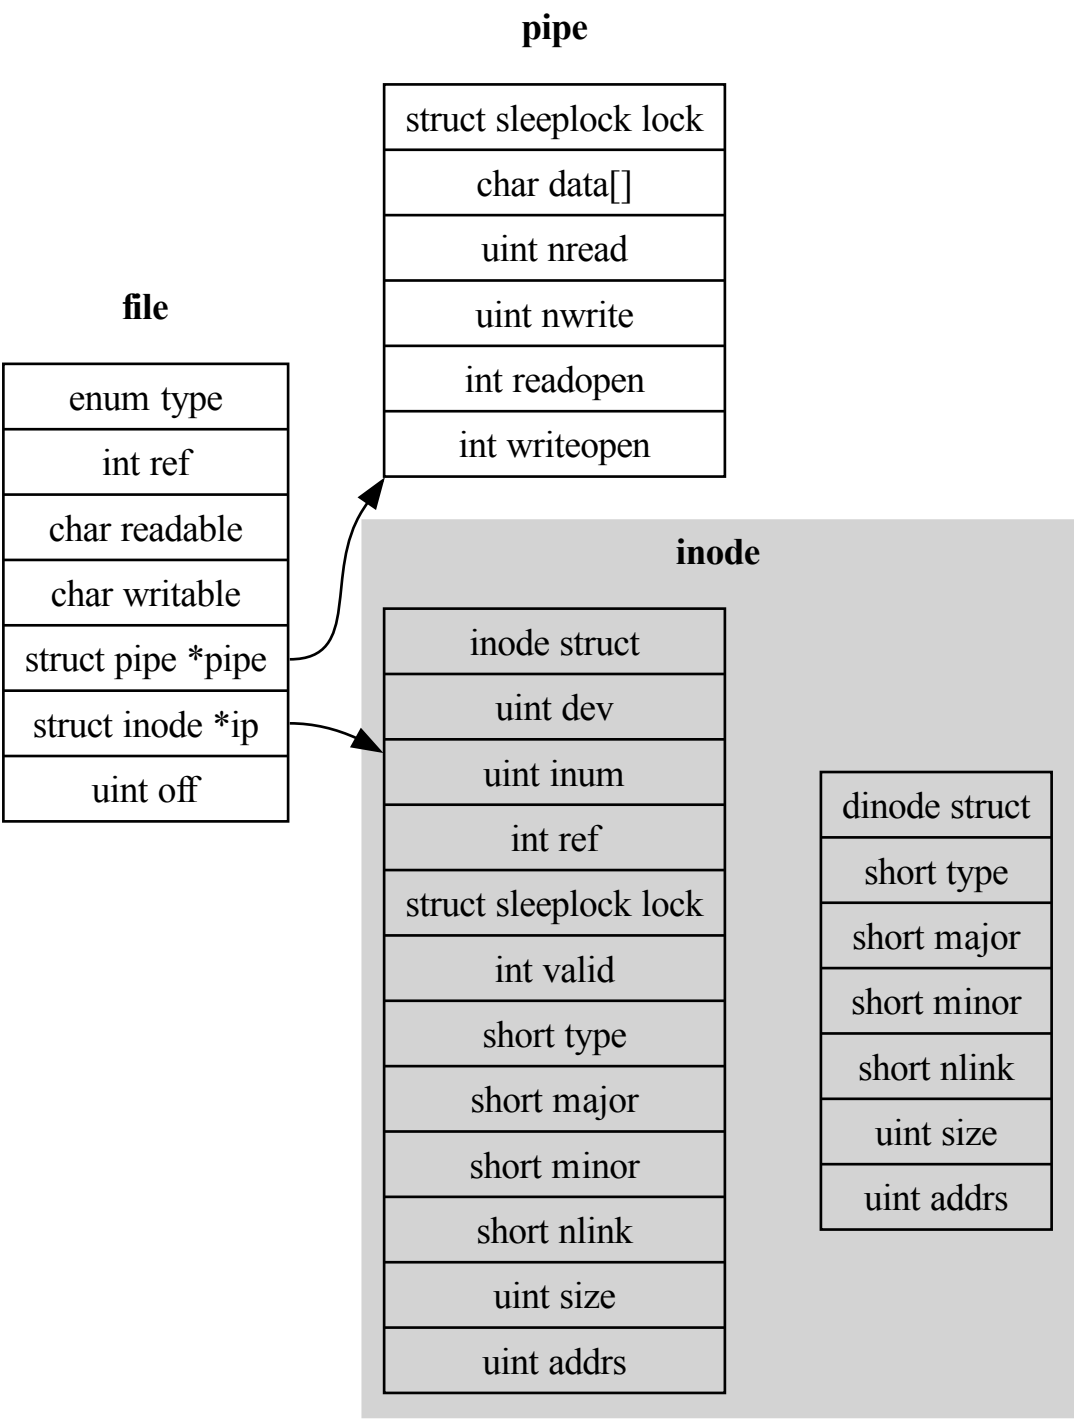 pipe
struct sleeplock lock
char data[]
uint nread
uint nwrite
int readopen
int writeopen
file
enum type
int ref
char readable
char writable
struct pipe *pipe
struct inode *ip
uint off
inode
inode struct
uint dev
uint inum
int ref
struct sleeplock lock
int valid
short type
short major
short minor
short nlink
uint size
uint addrs
dinode struct
short type
short major
short minor
short nlink
uint size
uint addrs